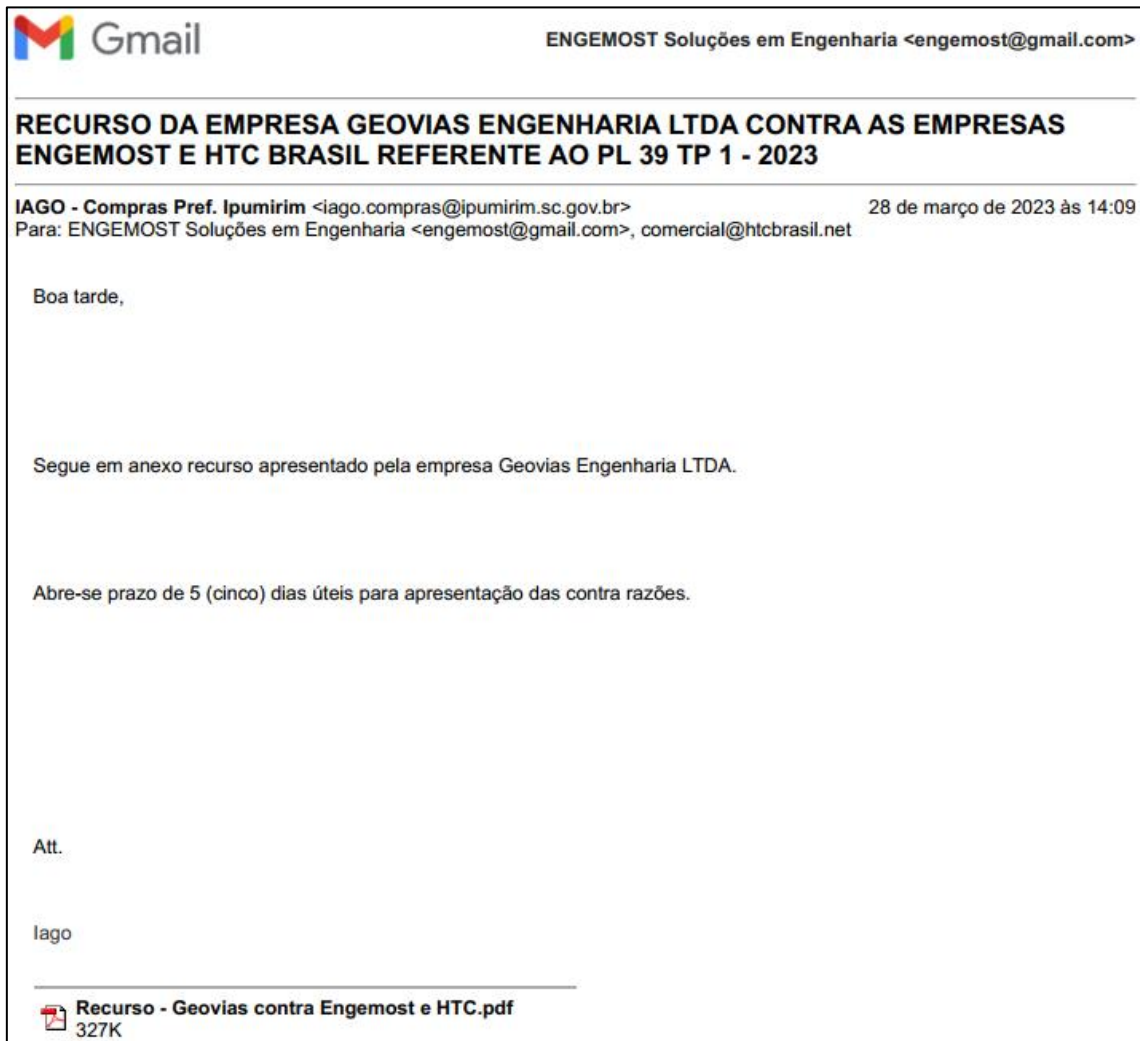 Gmail
ENGEMOST Soluções em Engenharia <engemost@gmail.com>
RECURSO DA EMPRESA GEOVIAS ENGENHARIA LTDA CONTRA AS EMPRESAS
ENGEMOST E HTC BRASIL REFERENTE AO PL 39 TP 1 - 2023
IAGO - Compras Pref. Ipumirim <iago.compras@ipumirim.sc.gov.br> 28 de março de 2023 às 14:09
Para: ENGEMOST Soluções em Engenharia <engemost@gmail.com>, comercial@htcbrasil.net
Boa tarde,
Segue em anexo recurso apresentado pela empresa Geovias Engenharia LTDA.
Abre-se prazo de 5 (cinco) dias úteis para apresentação das contra razões.
Att.
Iago
Recurso - Geovias contra Engemost e HTC.pdf
327K